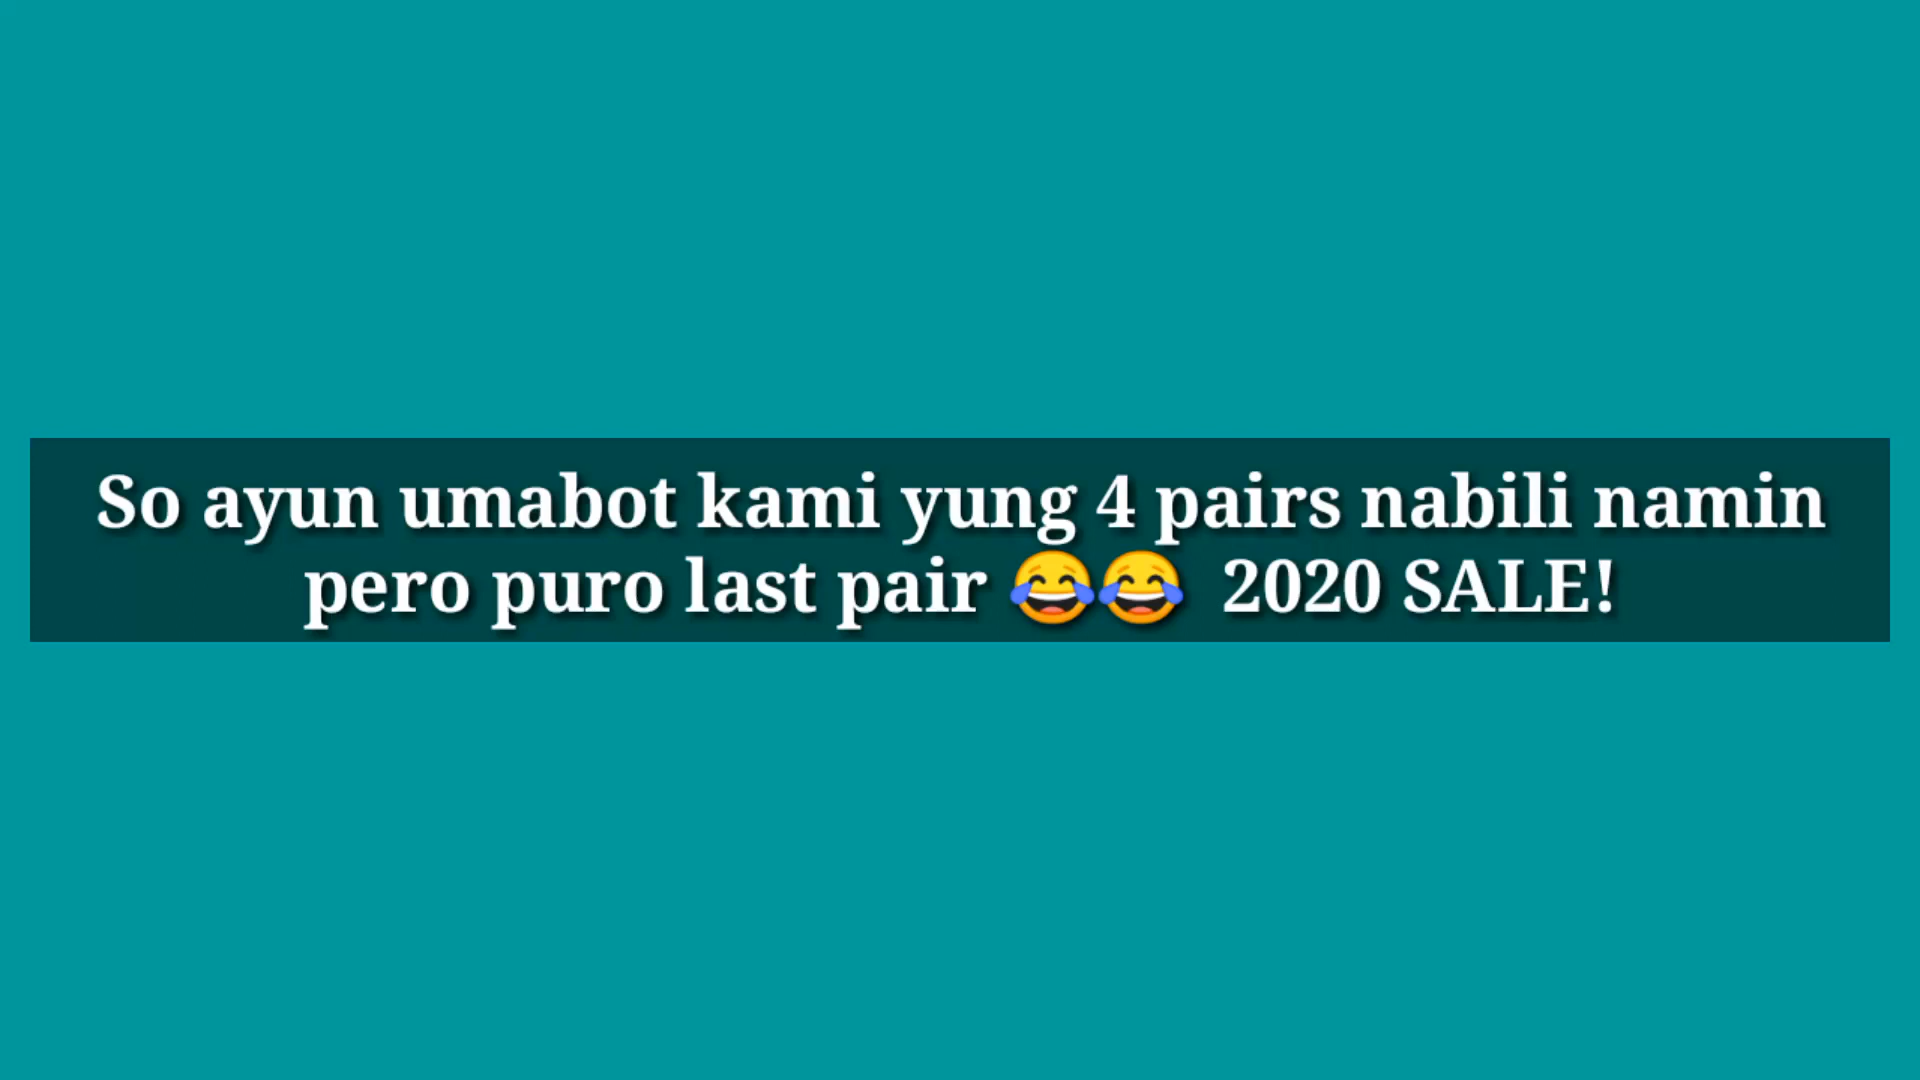 So ayun umabot kami yung 4 pairs nabili namin
pero puro last pair 😂😂 2020 SALE!